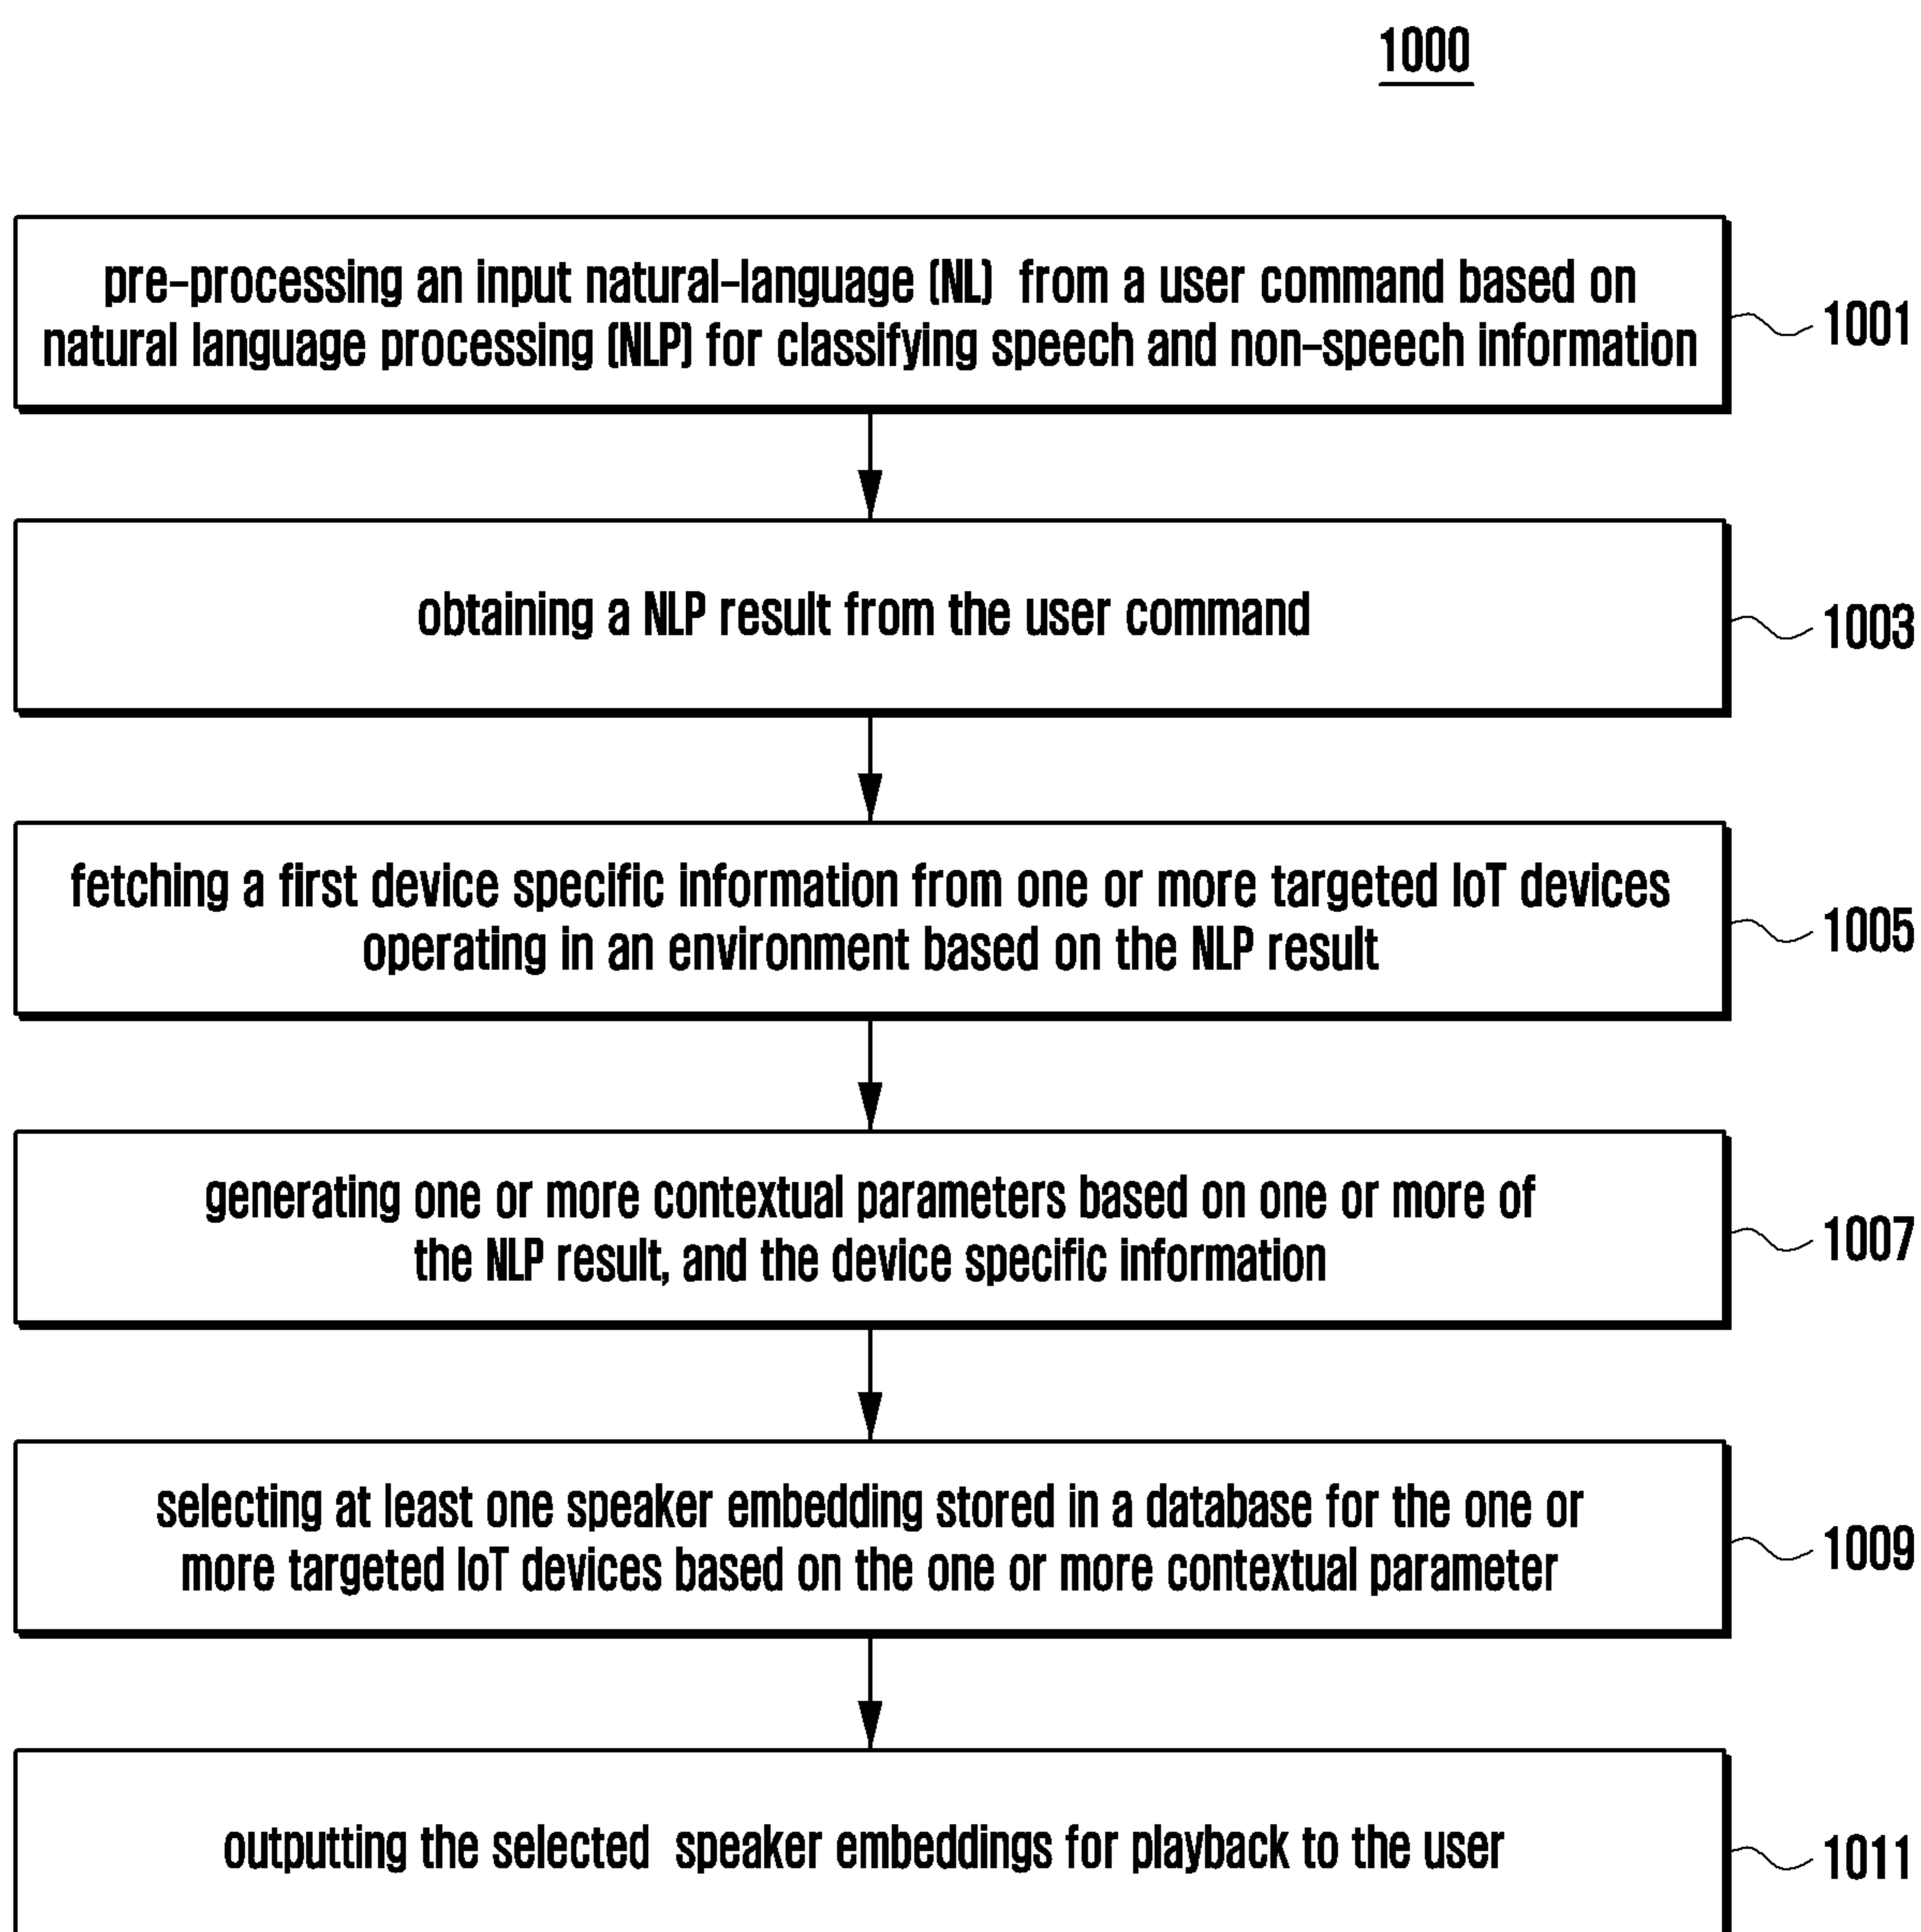 1000
pre-processing an input natural-language (NL) from a user command based on
natural language processing (NLP) for classifying speech and non-speech information
1001
obtaining a NLP result from the user command
1003
fetching a first device specific information from one or more targeted IoT devices
operating in an environment based on the NLP result
1005
generating one or more contextual parameters based on one or more of
the NLP result, and the device specific information
1007
selecting at least one speaker embedding stored in a database for the one or
more targeted IoT devices based on the one or more contextual parameter
1009
outputting the selected speaker embeddings for playback to the user
1011